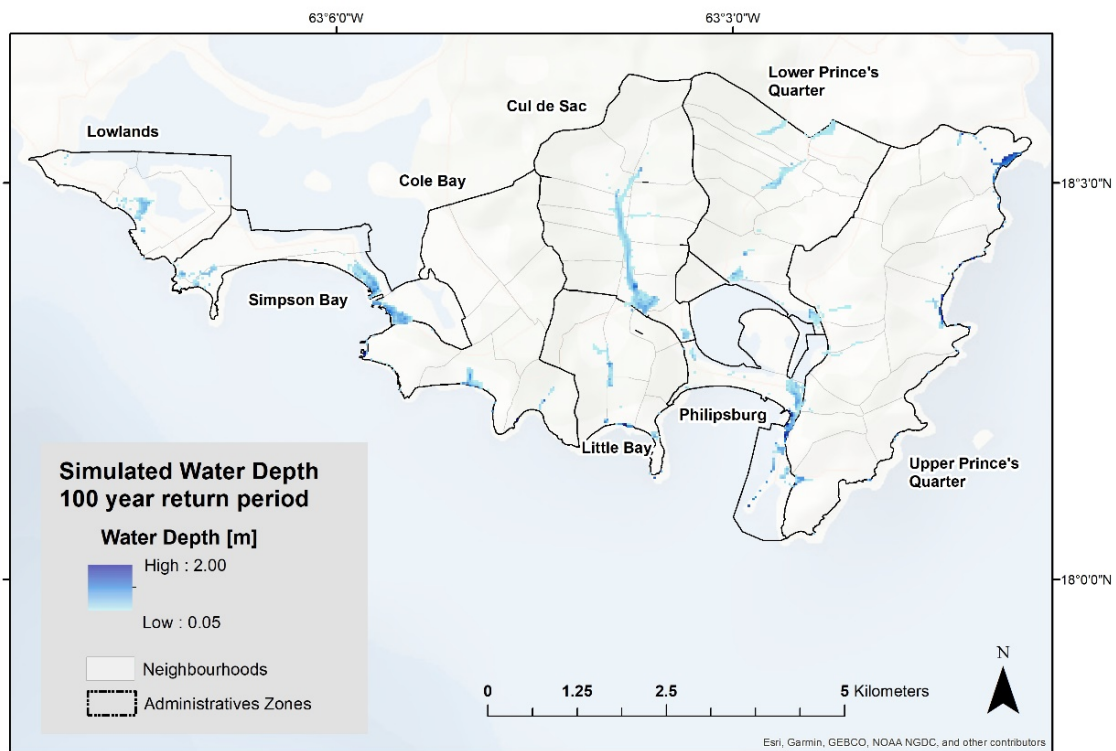 63°6'0"W
63°3'0"W
Lower Prince's
Quarter
Cul de Sac
Lowlands
Cole Bay
18°3'0"N
Simpson Bay
Philipsburg
Little Bay
Upper Prince's
Quarter
18°0'0"N
Simulated Water Depth
100 year return period
Water Depth [m]
High : 2.00
Low : 0.05
Neighbourhoods
Administratives Zones
0 1.25 2.5 5 Kilometers
N
Esri, Garmin, GEBCO, NOAA NGDC, and other contributors